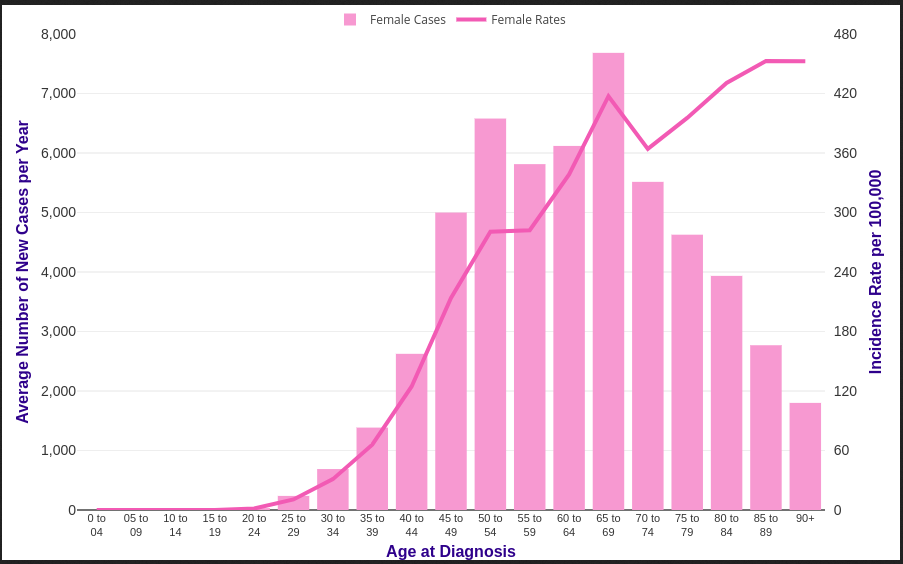 Female Cases Female Rates
8,000
7,000
6,000
5,000
4,000
3,000
2,000
1,000
0
Average Number of New Cases per Year
480
420
360
300
240
180
120
60
0
Incidence Rate per 100,000
0 to 04
05 to 09
10 to 14
15 to 19
20 to 24
25 to 29
30 to 34
35 to 39
40 to 44
45 to 49
50 to 54
55 to 59
60 to 64
65 to 69
70 to 74
75 to 79
80 to 84
85 to 89
90+
Age at Diagnosis